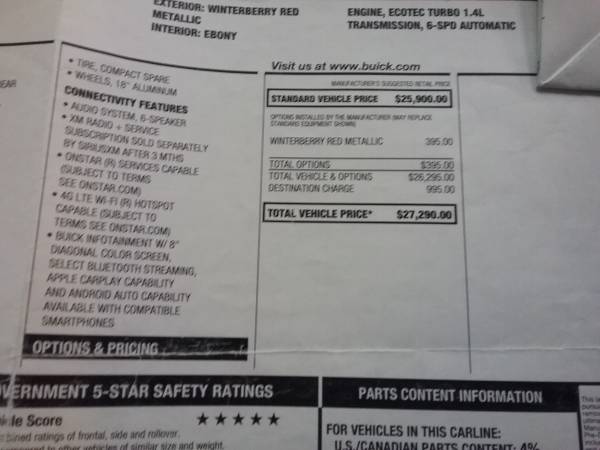 EXTERIOR: WINTERBERRY RED
METALLIC
INTERIOR: EBONY
ENGINE, ECOTEC TURBO 1.4L
TRANSMISSION, 6-SPD AUTOMATIC
EAR
• TIRE, COMPACT SPARE
• WHEELS, 18" ALUMINUM
CONNECTIVITY FEATURES
• AUDIO SYSTEM, 6-SPEAKER
• XM RADIO + SERVICE
SUBSCRIPTION SOLD SEPARATELY
BY SIRIUSXM AFTER 3 MTHS
• ONSTAR (R) SERVICES CAPABLE
(SUBJECT TO TERMS
SEE ONSTAR.COM)
• 4G LTE WI-FI (R) HOTSPOT
CAPABLE (SUBJECT TO
TERMS SEE ONSTAR.COM)
• BUICK INFOTAINMENT W/ 8"
DIAGONAL COLOR SCREEN,
SELECT BLUETOOTH STREAMING,
APPLE CARPLAY CAPABILITY
AND ANDROID AUTO CAPABILITY
AVAILABLE WITH COMPATIBLE
SMARTPHONES
OPTIONS & PRICING
Visit us at www.buick.com
MANUFACTURER'S SUGGESTED RETAIL PRICE
STANDARD VEHICLE PRICE $25,900.00
OPTIONS INSTALLED BY THE MANUFACTURER (MAY REPLACE
STANDARD EQUIPMENT SHOWN)
WINTERBERRY RED METALLIC 395.00
TOTAL OPTIONS $395.00
TOTAL VEHICLE & OPTIONS $26,295.00
DESTINATION CHARGE 995.00
TOTAL VEHICLE PRICE* $27,290.00
VERNMENT 5-STAR SAFETY RATINGS
le Score ★★★★★
bined ratings of frontal, side and rollover.
to other vehicles of similar size and weight.
PARTS CONTENT INFORMATION
FOR VEHICLES IN THIS CARLINE:
U.S./CANADIAN PARTS CONTENT: 4%